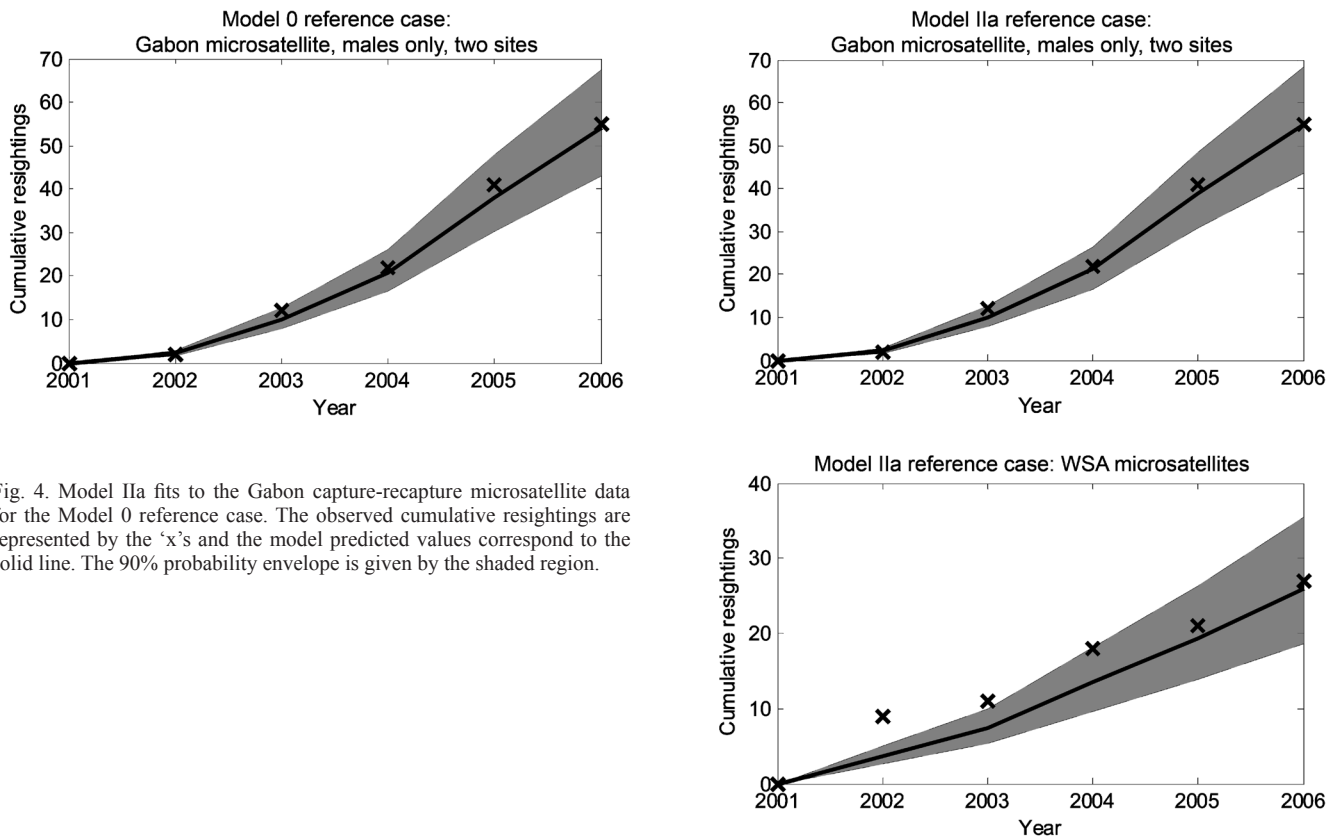 Model 0 reference case:
Gabon microsatellite, males only, two sites
70
60
50
40
30
20
10
0
Cumulative resightings
2001 2002 2003 2004 2005 2006
Year
ig. 4. Model IIa fits to the Gabon capture-recapture microsatellite data
or the Model 0 reference case. The observed cumulative resightings are
epresented by the ‘x’s and the model predicted values correspond to the
olid line. The 90% probability envelope is given by the shaded region.
Model IIa reference case:
Gabon microsatellite, males only, two sites
70
60
50
40
30
20
10
0
Cumulative resightings
2001 2002 2003 2004 2005 2006
Year
Model IIa reference case: WSA microsatellites
40
30
20
10
0
Cumulative resightings
2001 2002 2003 2004 2005 2006
Year